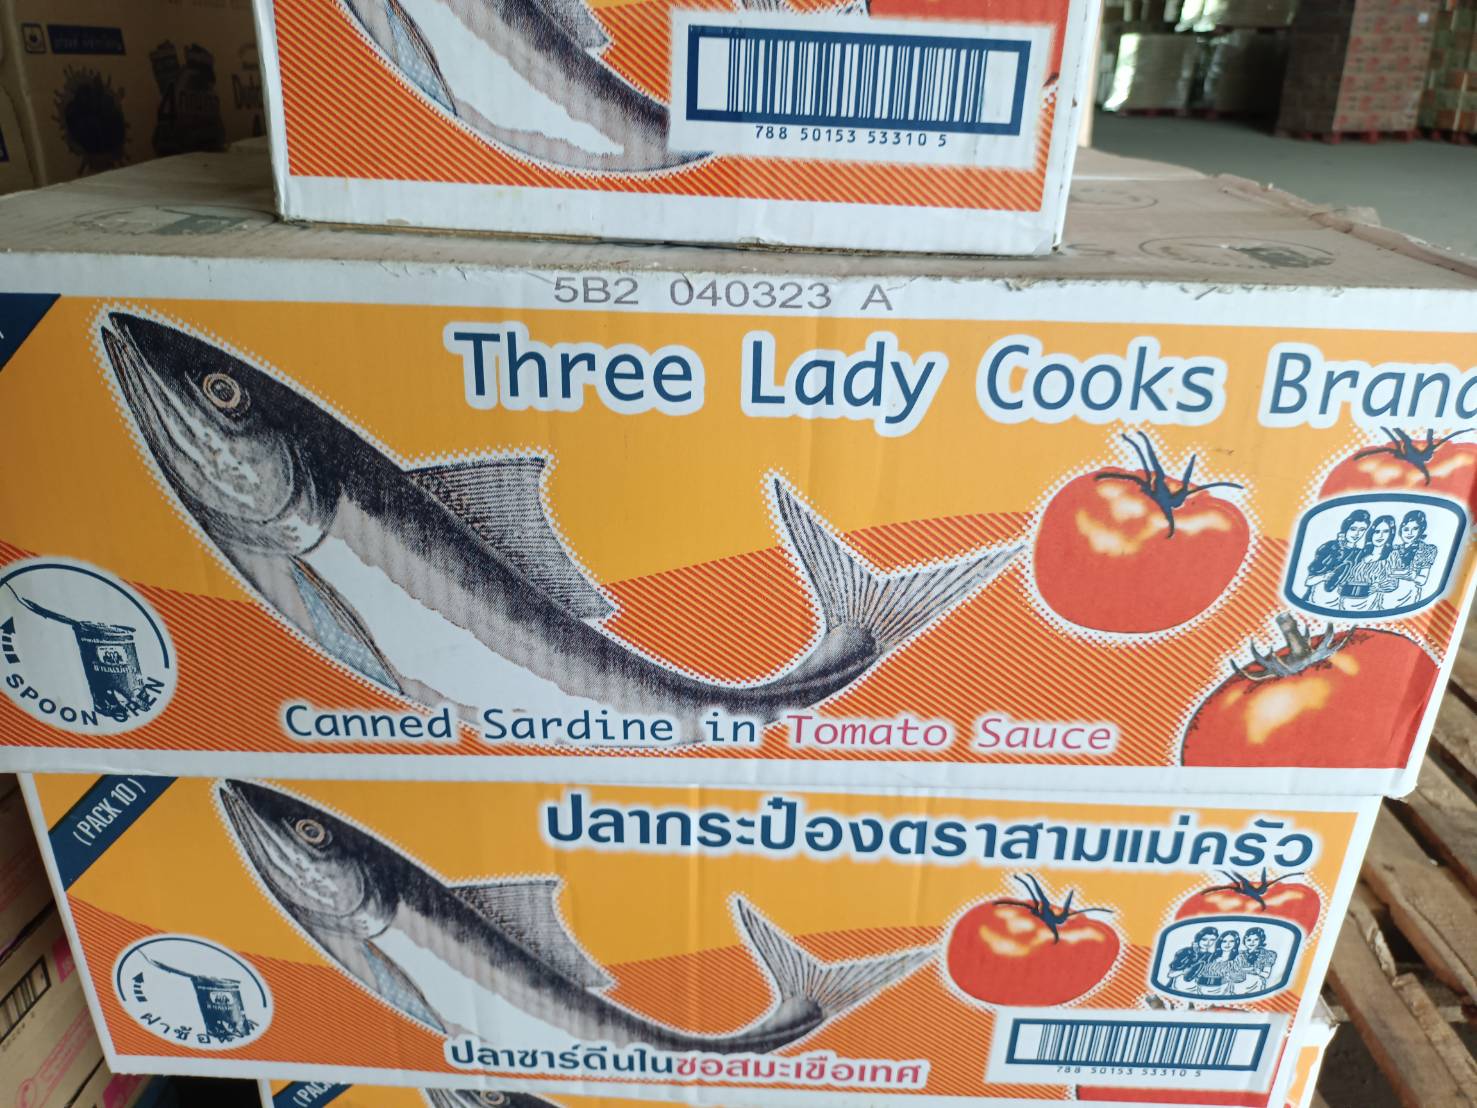 788 50153 53310 5
5B2 040323 A
Three Lady Cooks Brand
SPOON OPEN
Canned Sardine in Tomato Sauce
(PACK 10)
ปลากระป๋องตราสามแม่ครัว
ปลาซาร์ดีนในซอสมะเขือเทศ
788 50153 53310 5
(PACK